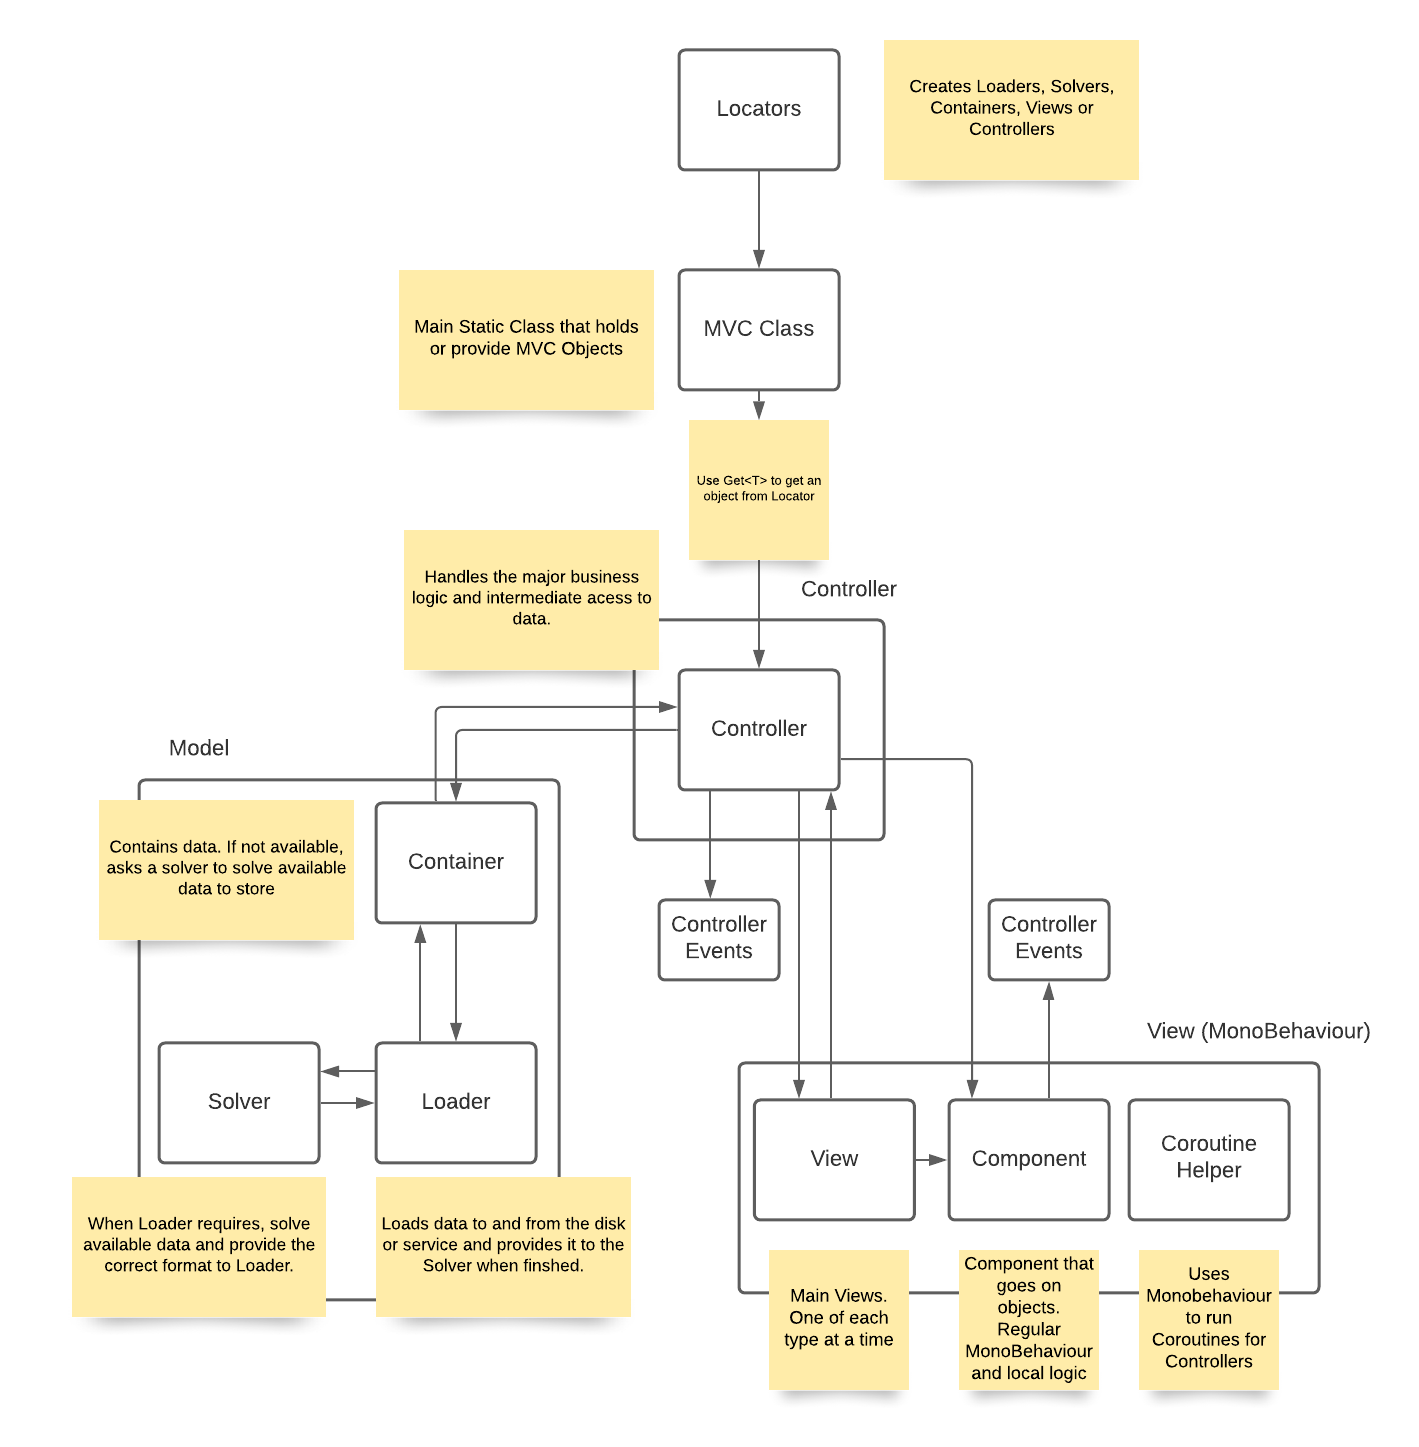 Locators
Creates Loaders, Solvers,
Containers, Views or
Controllers
Main Static Class that holds
or provide MVC Objects
MVC Class
Use Get<T> to get an
object from Locator
Handles the major business
logic and intermediate acess to
data.
Controller
Controller
Model
Contains data. If not available,
asks a solver to solve available
data to store
Container
Controller
Events
Controller
Events
View (MonoBehaviour)
Solver
Loader
View
Component
Coroutine
Helper
When Loader requires, solve
available data and provide the
correct format to Loader.
Loads data to and from the disk
or service and provides it to the
Solver when finshed.
Main Views.
One of each
type at a time
Component that
goes on
objects.
Regular
MonoBehaviour
and local logic
Uses
Monobehaviour
to run
Coroutines for
Controllers